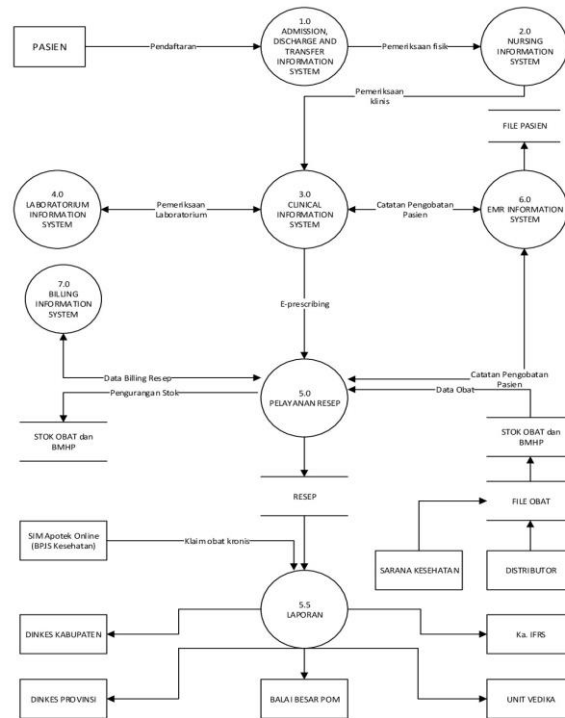 PASIEN
Pendaftaran
1.0
ADMISSION,
DISCHARGE AND
TRANSFER
INFORMATION
SYSTEM
Pemeriksaan fisik
2.0
NURSING
INFORMATION
SYSTEM
Pemeriksaan
klinis
FILE PASIEN
4.0
LABORATORIUM
INFORMATION
SYSTEM
Pemeriksaan
Laboratorium
3.0
CLINICAL
INFORMATION
SYSTEM
Catatan Pengobatan
Pasien
6.0
EMR INFORMATION
SYSTEM
7.0
BILLING
INFORMATION
SYSTEM
E-prescribing
Data Billing Resep
Pengurangan Stok
5.0
PELAYANAN RESEP
Catatan Pengobatan
Pasien
Data Obat
STOK OBAT dan
BMHP
STOK OBAT dan
BMHP
RESEP
FILE OBAT
SIM Apotek Online
(BPJS Kesehatan)
Klaim obat kronis
SARANA KESEHATAN
DISTRIBUTOR
5.5
LAPORAN
DINKES KABUPATEN
Ka. IFRS
DINKES PROVINSI
BALAI BESAR POM
UNIT VEDIKA